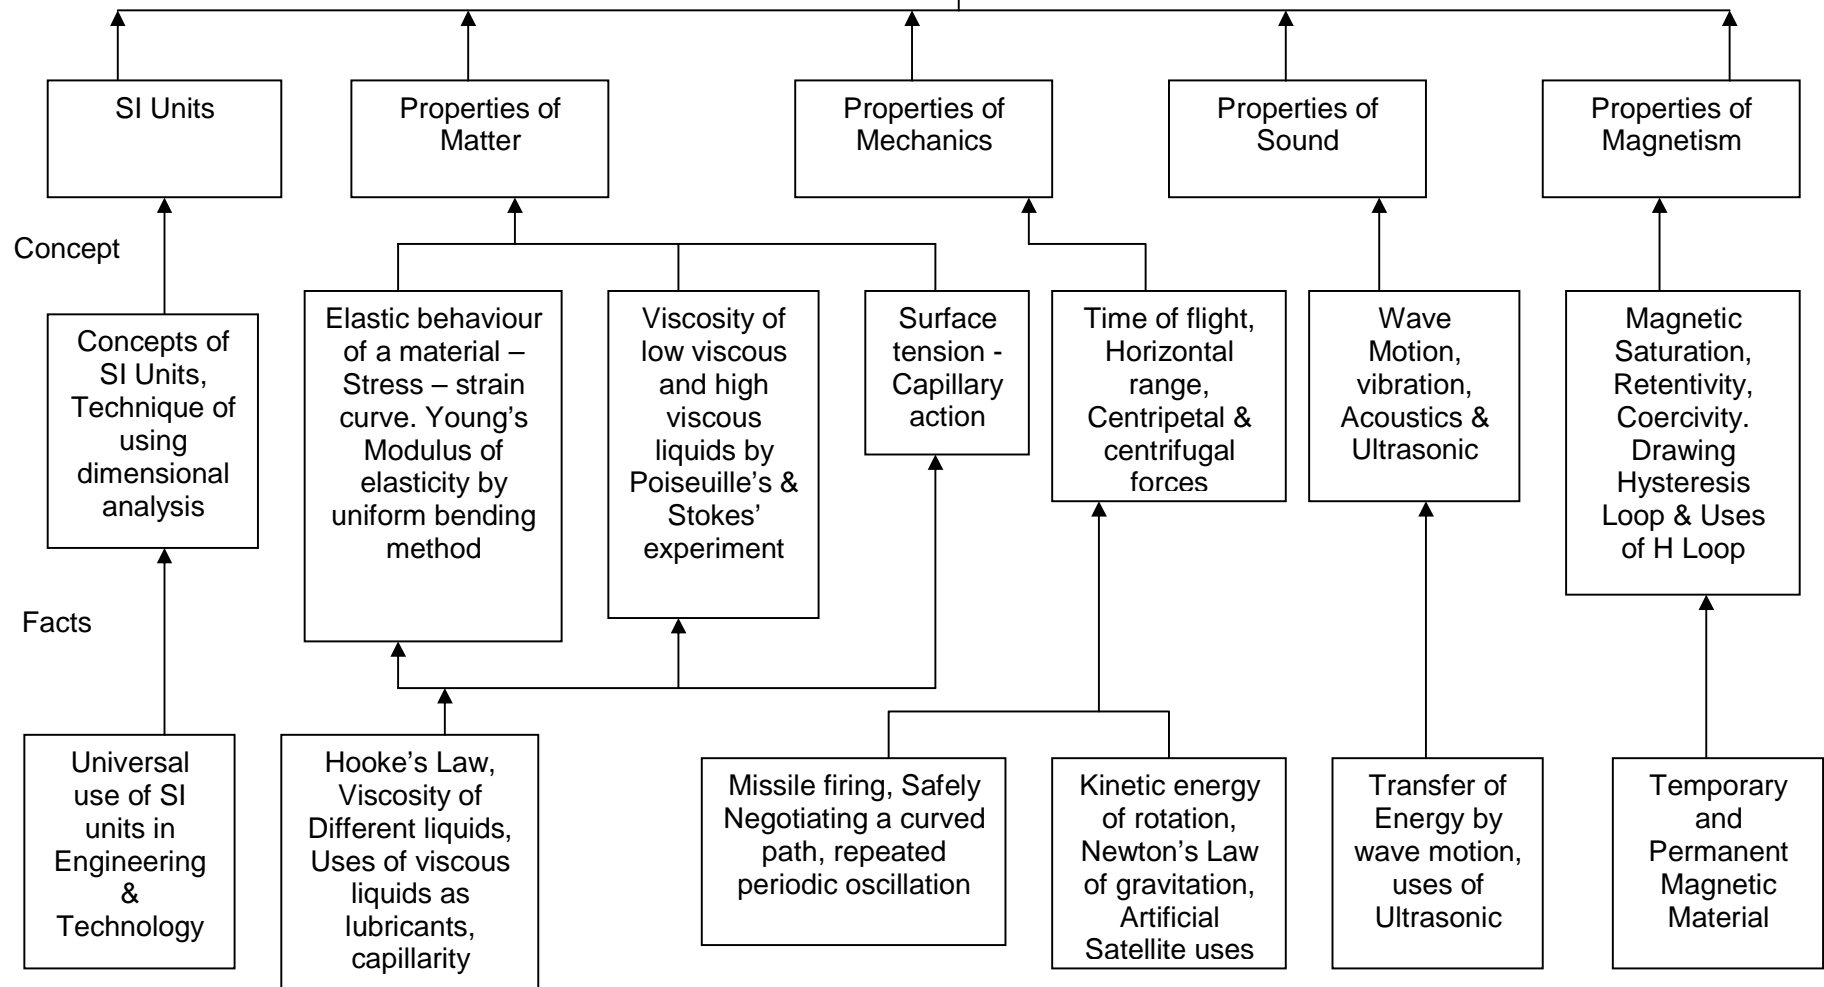 SI Units
Properties of
Matter
Properties of
Mechanics
Properties of
Sound
Properties of
Magnetism
Concept
Concepts of
SI Units,
Technique of
using
dimensional
analysis
Elastic behaviour
of a material –
Stress – strain
curve. Young’s
Modulus of
elasticity by
uniform bending
method
Viscosity of
low viscous
and high
viscous
liquids by
Poiseuille’s &
Stokes’
experiment
Surface
tension -
Capillary
action
Time of flight,
Horizontal
range,
Centripetal &
centrifugal
forces
Wave
Motion,
vibration,
Acoustics &
Ultrasonic
Magnetic
Saturation,
Retentivity,
Coercivity.
Drawing
Hysteresis
Loop & Uses
of H Loop
Facts
Universal
use of SI
units in
Engineering
&
Technology
Hooke’s Law,
Viscosity of
Different liquids,
Uses of viscous
liquids as
lubricants,
capillarity
Missile firing, Safely
Negotiating a curved
path, repeated
periodic oscillation
Kinetic energy
of rotation,
Newton’s Law
of gravitation,
Artificial
Satellite uses
Transfer of
Energy by
wave motion,
uses of
Ultrasonic
Temporary
and
Permanent
Magnetic
Material